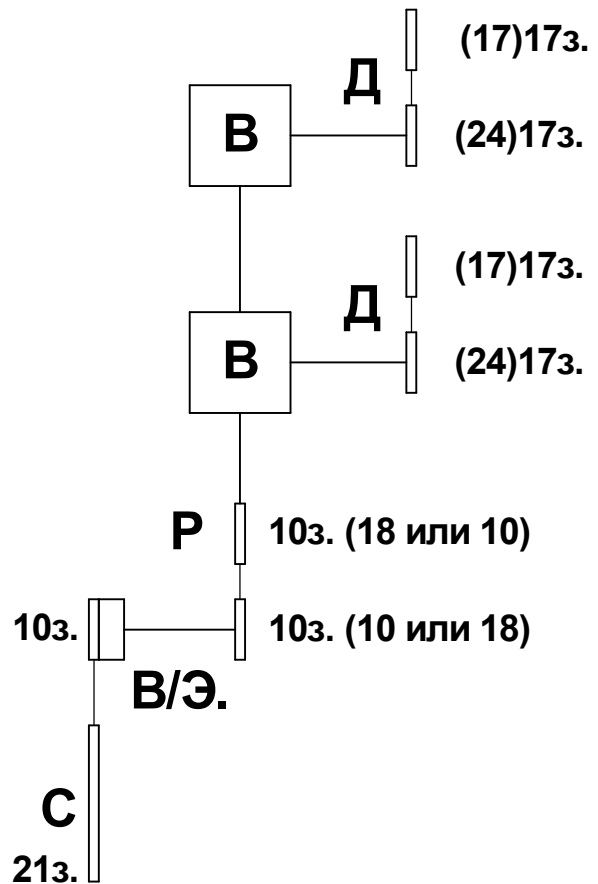 (17)17з.
Д
В
(24)17з.
(17)17з.
Д
В
(24)17з.
Р 10з. (18 или 10)
10з. 10з. (10 или 18)
В/Э.
С
21з.